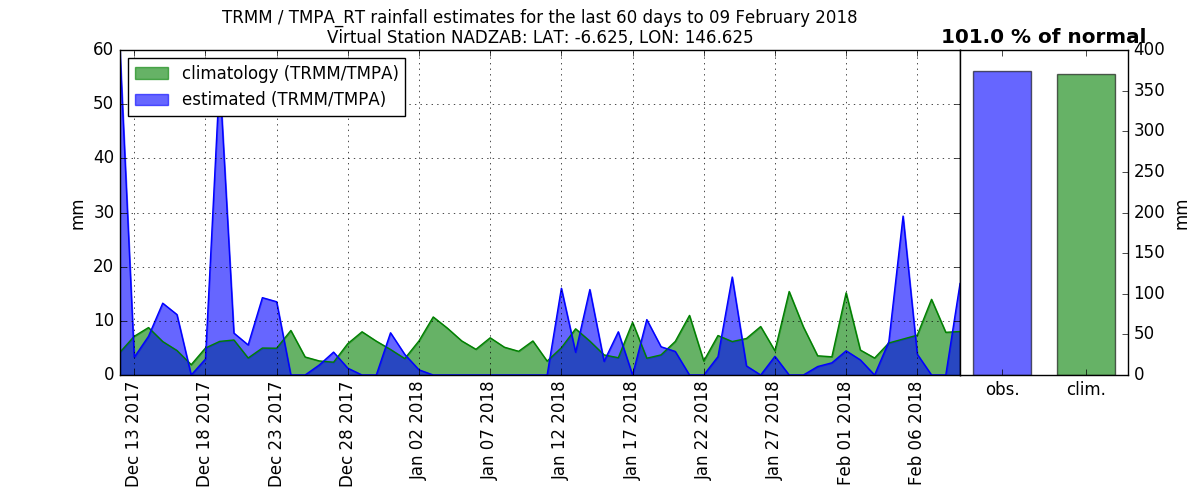 TRMM / TMPA_RT rainfall estimates for the last 60 days to 09 February 2018
Virtual Station NADZAB: LAT: -6.625, LON: 146.625
101.0 % of normal
climatology (TRMM/TMPA)
estimated (TRMM/TMPA)
60
50
40
30
20
10
0
mm
400
350
300
250
200
150
100
50
0
mm
Dec 13 2017
Dec 18 2017
Dec 23 2017
Dec 28 2017
Jan 02 2018
Jan 07 2018
Jan 12 2018
Jan 17 2018
Jan 22 2018
Jan 27 2018
Feb 01 2018
Feb 06 2018
obs.
clim.